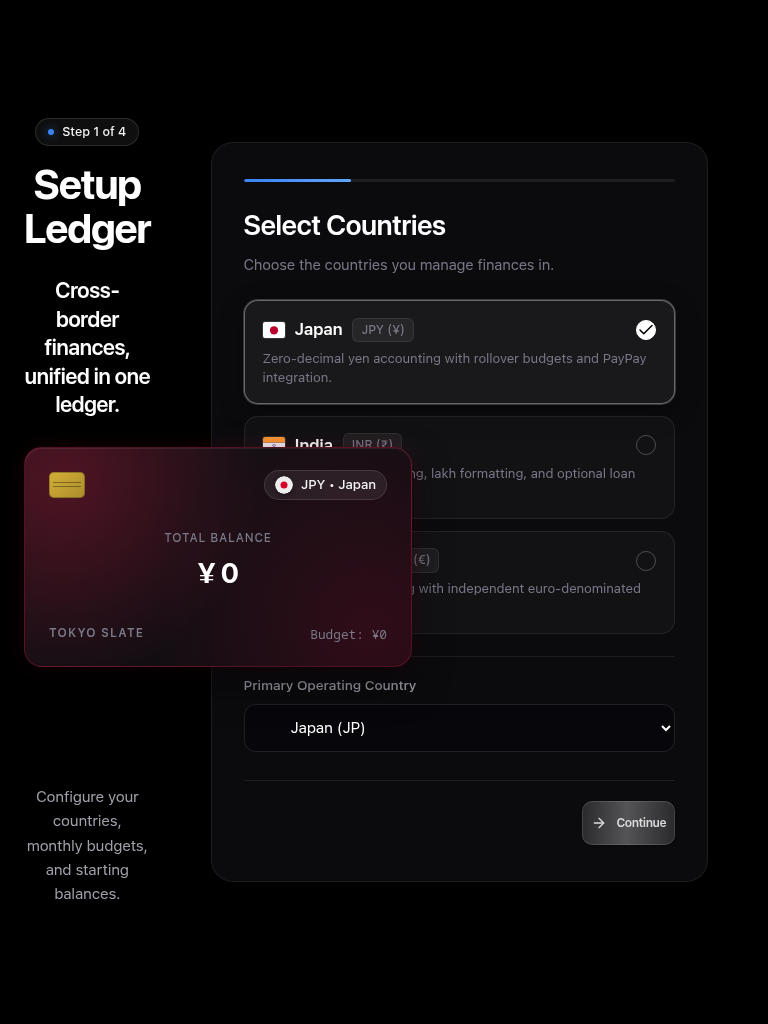 Step 1 of 4
Setup
Ledger
Cross-
border
finances,
unified in one
ledger.
JPY • Japan
TOTAL BALANCE
¥0
TOKYO SLATE
Budget: ¥0
Configure your
countries,
monthly budgets,
and starting
balances.
Select Countries
Choose the countries you manage finances in.
Japan
JPY (¥)
Zero-decimal yen accounting with rollover budgets and PayPay
integration.
India
INR (₹)
lakh formatting, and optional loan
(€)
with independent euro-denominated
Primary Operating Country
Japan (JP)
Continue